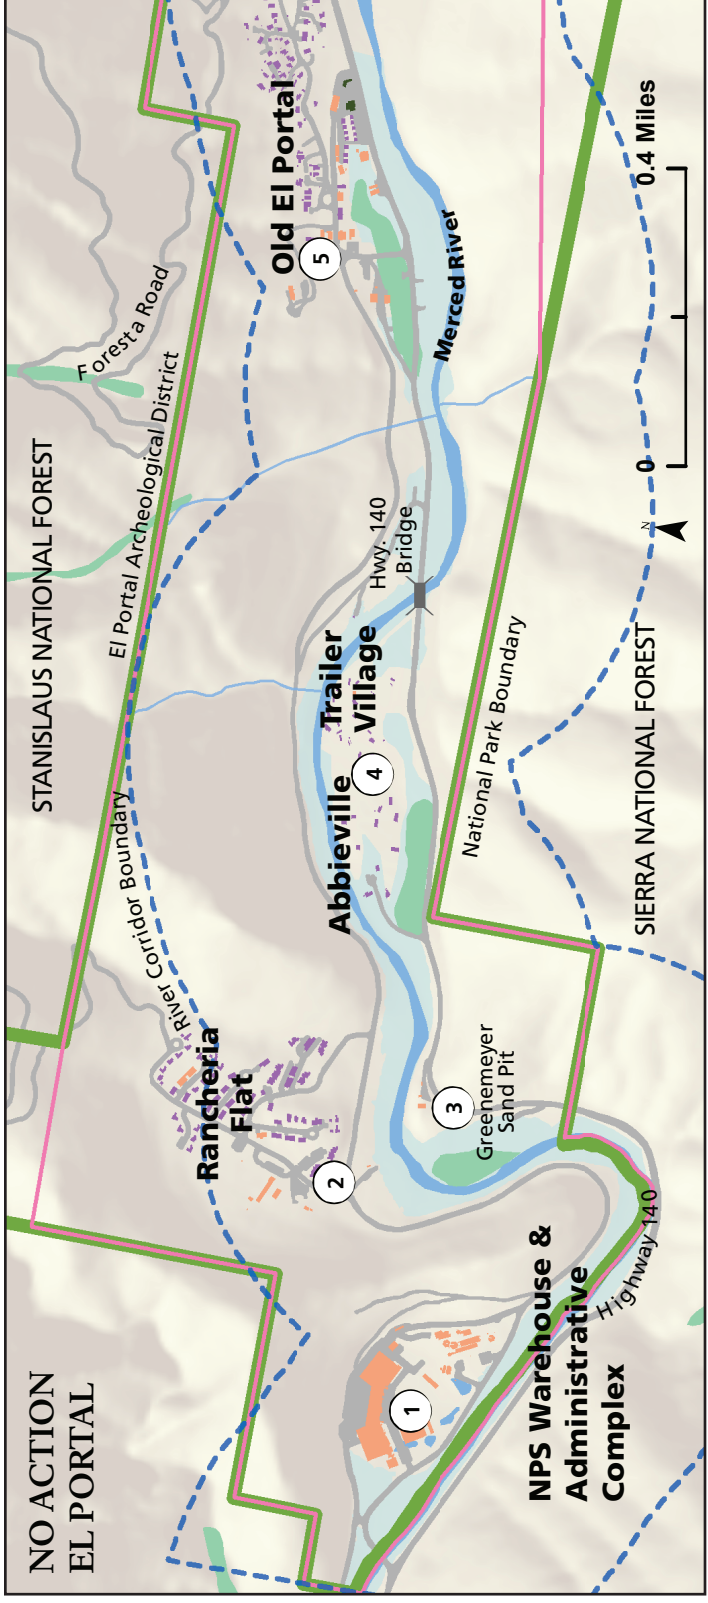 NO ACTION
EL PORTAL
STANISLAUS NATIONAL FOREST
Foresta Road
El Portal Archeological District
River Corridor Boundary
Rancheria
Flat
2
Old El Portal
5
Merced River
Hwy. 140
Bridge
Abbieville
Trailer
Village
4
3
Greenemeyer
Sand Pit
1
NPS Warehouse &
Administrative
Complex
Highway 140
National Park Boundary
SIERRA NATIONAL FOREST
N
0
0.4 Miles